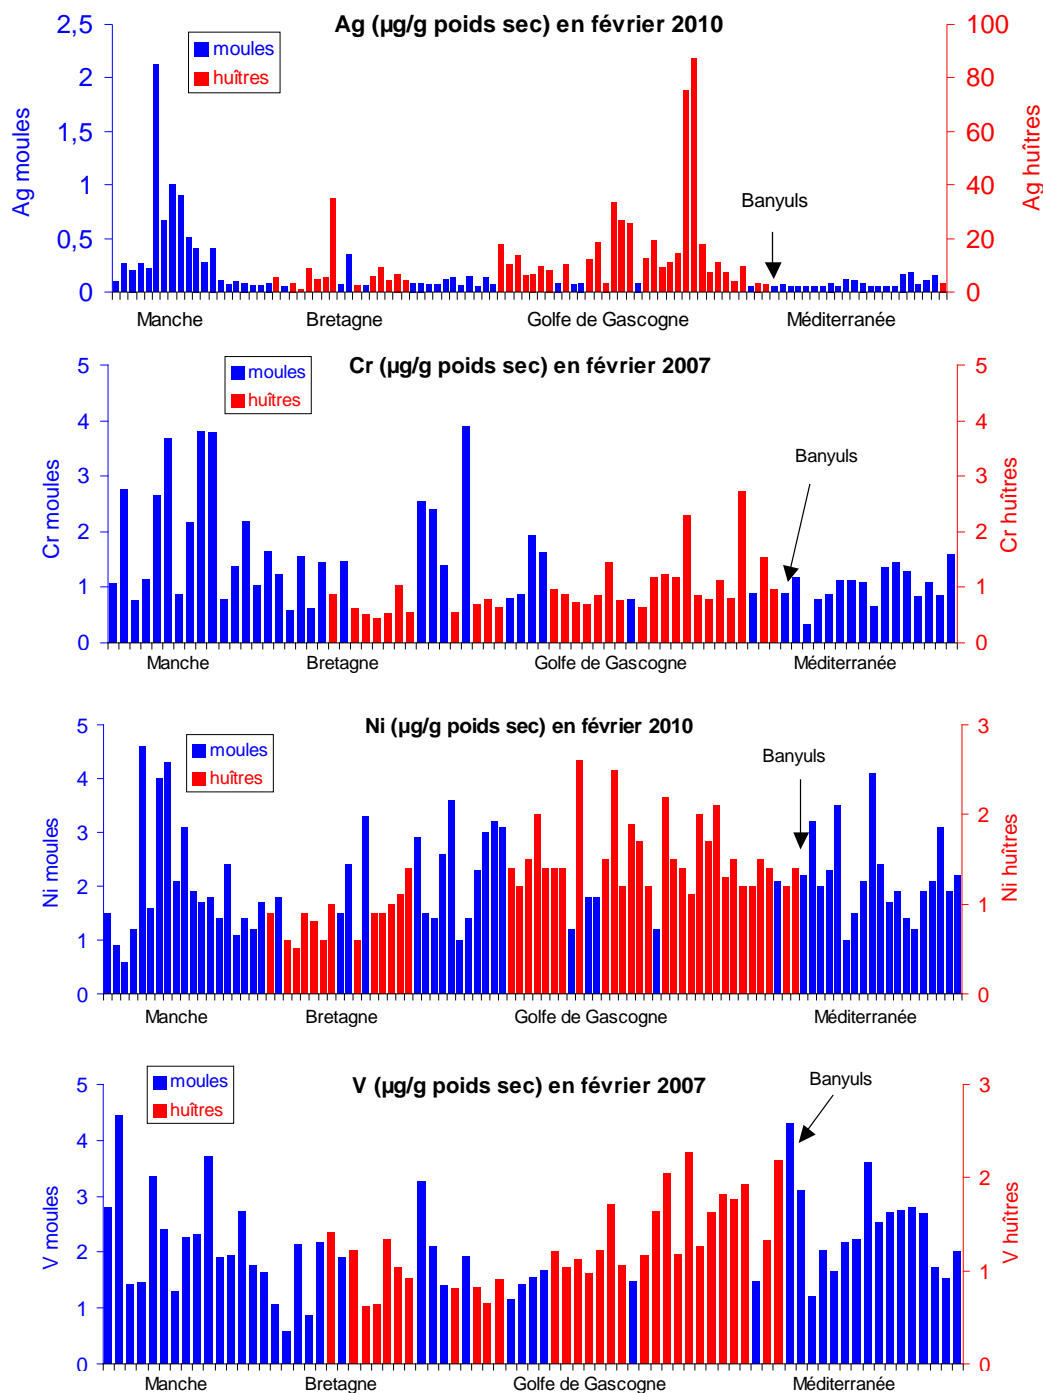 Ag (µg/g poids sec) en février 2010
moules
huîtres
Ag moules
Ag huîtres
2,5
2
1,5
1
0,5
0
100
80
60
40
20
0
Banyuls
Manche
Bretagne
Golfe de Gascogne
Méditerranée
Cr (µg/g poids sec) en février 2007
moules
huîtres
Cr moules
Cr huîtres
5
4
3
2
1
0
5
4
3
2
1
0
Banyuls
Manche
Bretagne
Golfe de Gascogne
Méditerranée
Ni (µg/g poids sec) en février 2010
moules
huîtres
Ni moules
Ni huîtres
5
4
3
2
1
0
3
2
1
0
Banyuls
Manche
Bretagne
Golfe de Gascogne
Méditerranée
V (µg/g poids sec) en février 2007
moules
huîtres
V moules
V huîtres
5
4
3
2
1
0
3
2
1
0
Banyuls
Manche
Bretagne
Golfe de Gascogne
Méditerranée